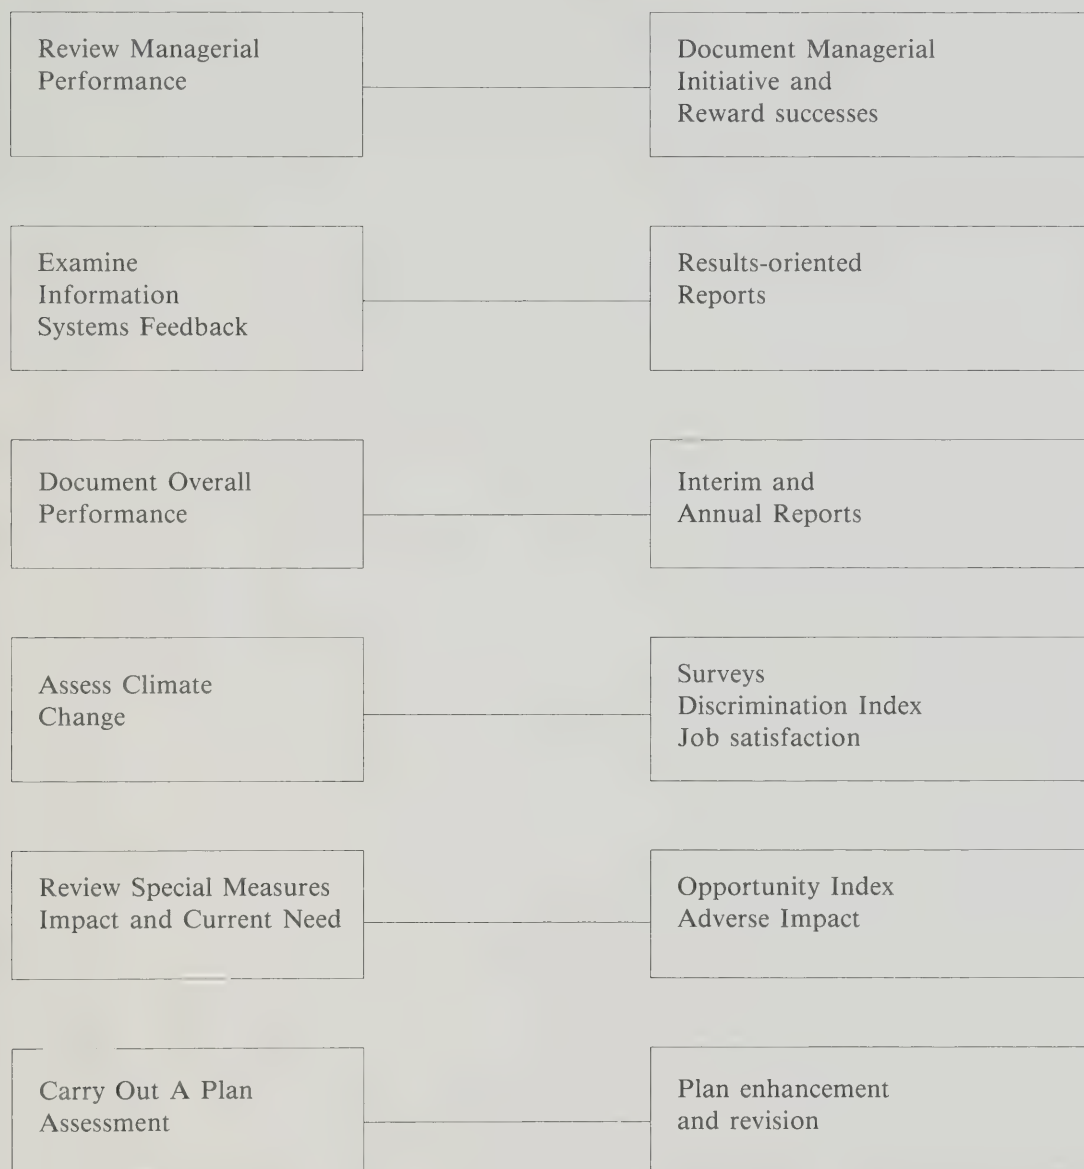 Review Managerial
Performance
Document Managerial
Initiative and
Reward successes
Examine
Information
Systems Feedback
Results-oriented
Reports
Document Overall
Performance
Interim and
Annual Reports
Assess Climate
Change
Surveys
Discrimination Index
Job satisfaction
Review Special Measures
Impact and Current Need
Opportunity Index
Adverse Impact
Carry Out A Plan
Assessment
Plan enhancement
and revision